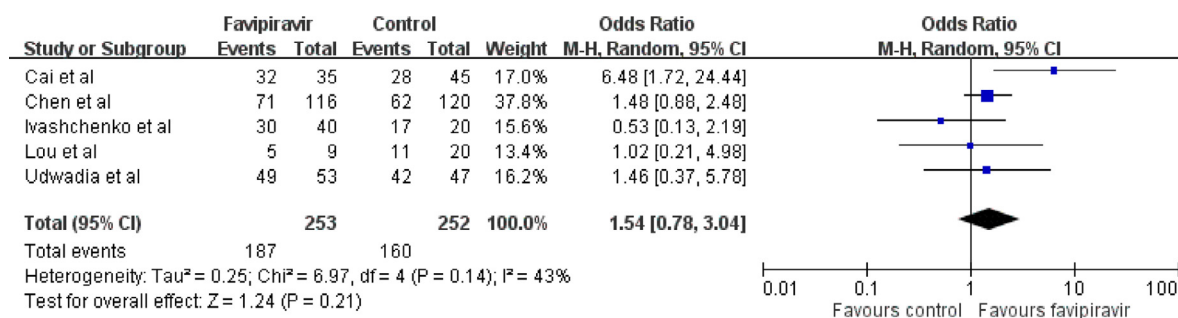 Favipiravir Control Odds Ratio Odds Ratio
Study or Subgroup Events Total Events Total Weight M-H, Random, 95% CI M-H, Random, 95% CI
Cai et al 32 35 28 45 17.0% 6.48 [1.72, 24.44]
Chen et al 71 116 62 120 37.8% 1.48 [0.88, 2.48]
Ivashchenko et al 30 40 17 20 15.6% 0.53 [0.13, 2.19]
Lou et al 5 9 11 20 13.4% 1.02 [0.21, 4.98]
Udwadia et al 49 53 42 47 16.2% 1.46 [0.37, 5.78]
Total (95% CI) 253 252 100.0% 1.54 [0.78, 3.04]
Total events 187 160
Heterogeneity: Tau² = 0.25; Chi² = 6.97, df = 4 (P = 0.14); I² = 43%
Test for overall effect: Z = 1.24 (P = 0.21)
0.01 0.1 1 10 100
Favours control Favours favipiravir